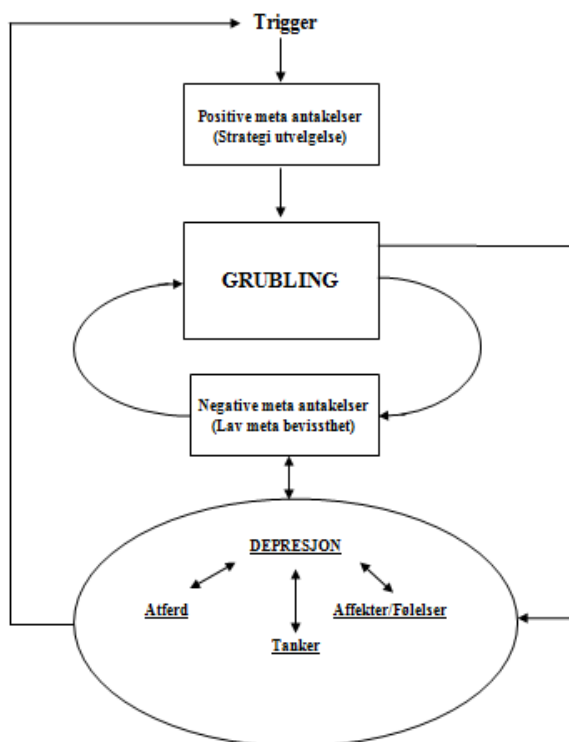 Trigger
Positive meta antakelser
(Strategi utvelgelse)
GRUBLING
Negative meta antakelser
(Lav meta bevissthet)
DEPRESJON
Atferd
Affekter/Følelser
Tanker